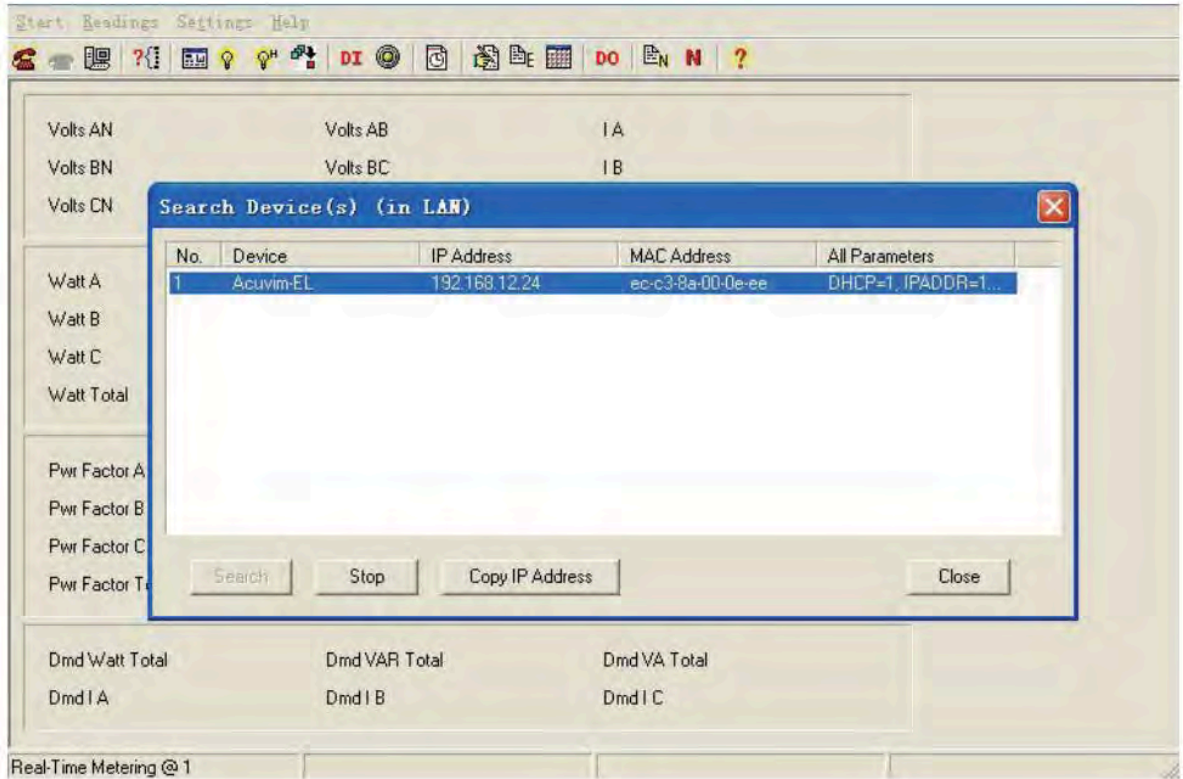 Start Readings Settings Help
?{ H DI E DO N N ?
Volts AN Volts AB I A
Volts BN Volts BC I B
Volts CN
Search Device(s) (in LAN)
No. Device IP Address MAC Address All Parameters
1 Acuvim-EL 192.168.12.24 ec-c3-8a-00-0e-ee DHCP=1, IPADDR=1...
Watt A
Watt B
Watt C
Watt Total
Pwr Factor A
Pwr Factor B
Pwr Factor C
Pwr Factor
Search Stop Copy IP Address Close
Dmd Watt Total Dmd VAR Total Dmd VA Total
Dmd I A Dmd I B Dmd I C
Real-Time Metering @ 1